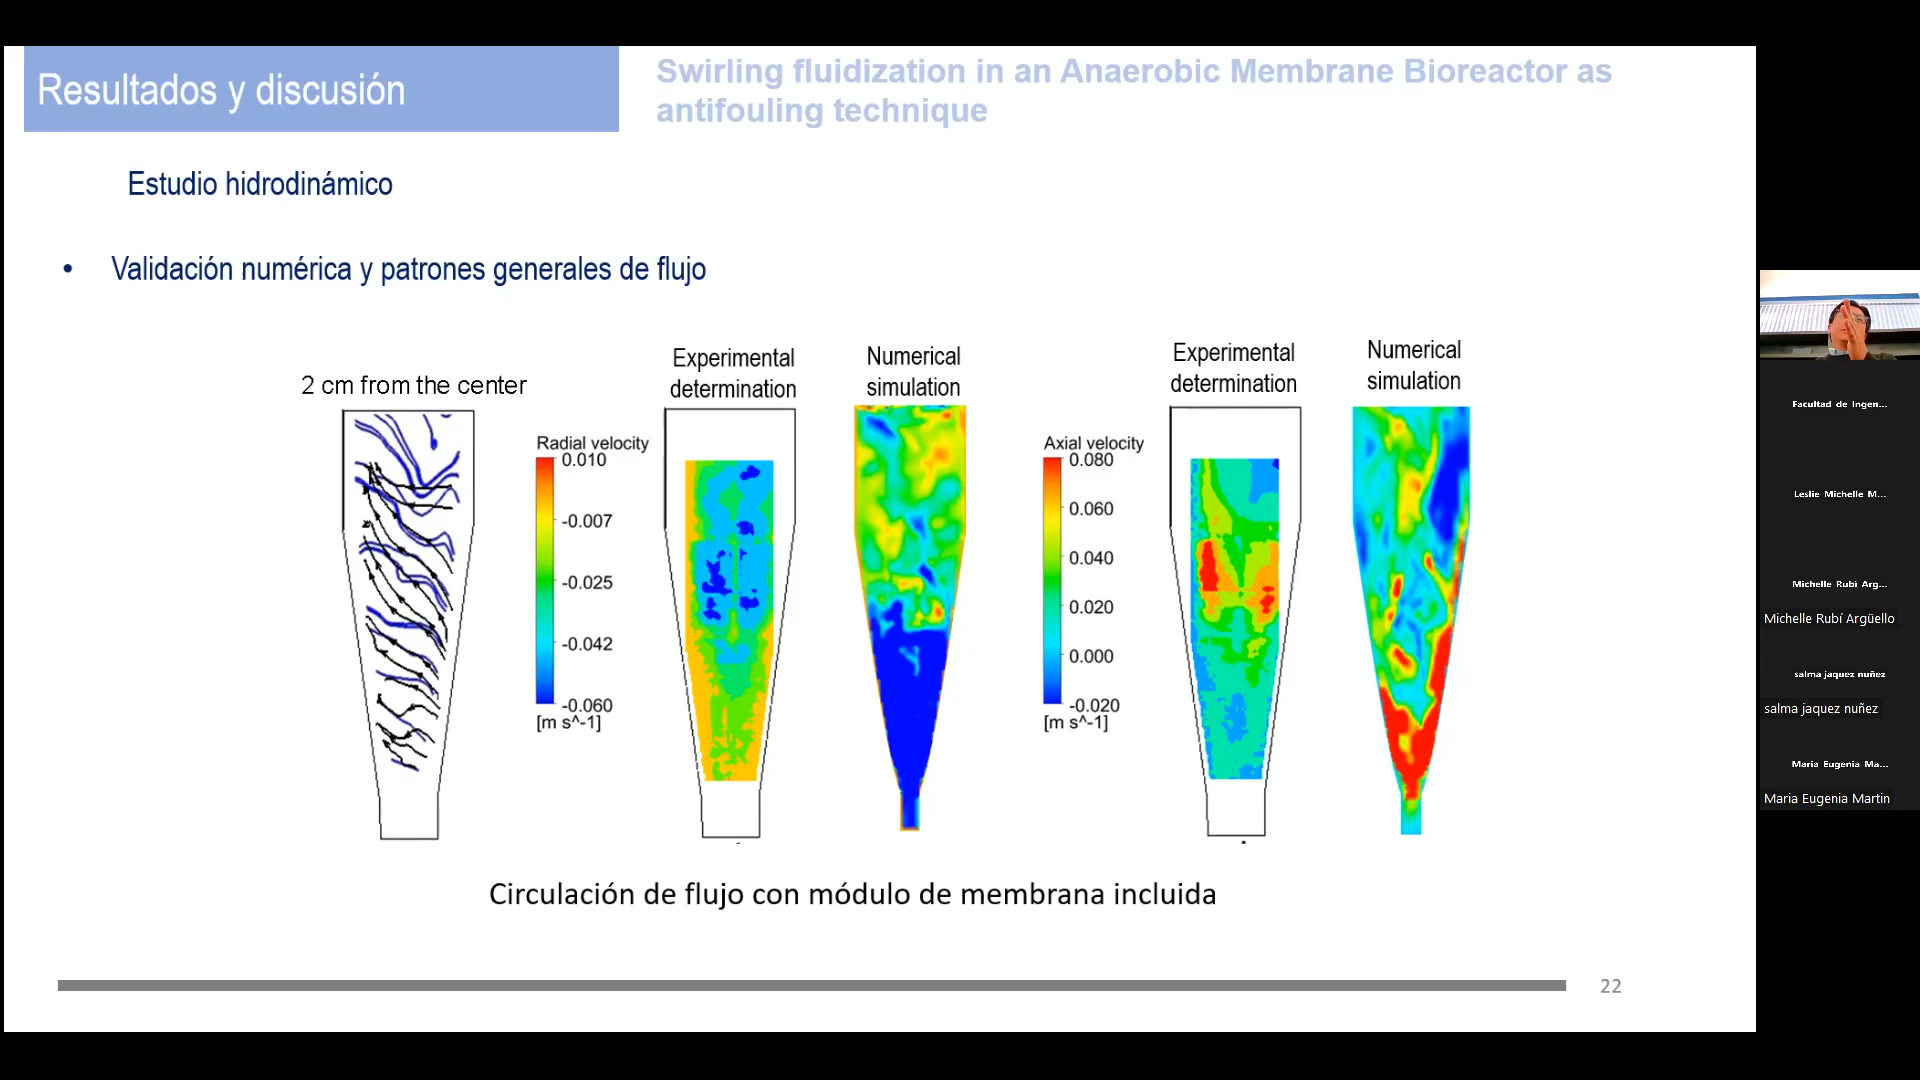 Resultados y discusión
Swirling fluidization in an Anaerobic Membrane Bioreactor as
antifouling technique
Estudio hidrodinámico
• Validación numérica y patrones generales de flujo
2 cm from the center
Radial velocity
0.010
-0.007
-0.025
-0.042
-0.060
[m s^-1]
Experimental
determination
Numerical
simulation
Axial velocity
0.080
0.060
0.040
0.020
0.000
-0.020
[m s^-1]
Experimental
determination
Numerical
simulation
Circulación de flujo con módulo de membrana incluida
22
Facultad de Ingen...
Leslie Michelle M...
Michelle Rubí Arg...
Michelle Rubí Argüello
salma jaquez nuñez
salma jaquez nuñez
Maria Eugenia Ma...
Maria Eugenia Martin